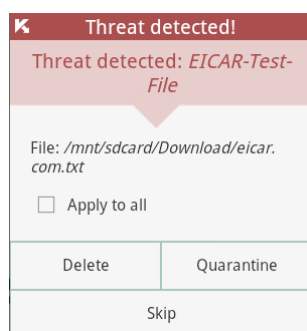 Threat detected!
Threat detected: EICAR-Test-
File
File: /mnt/sdcard/Download/eicar.
com.txt
Apply to all
Delete
Quarantine
Skip